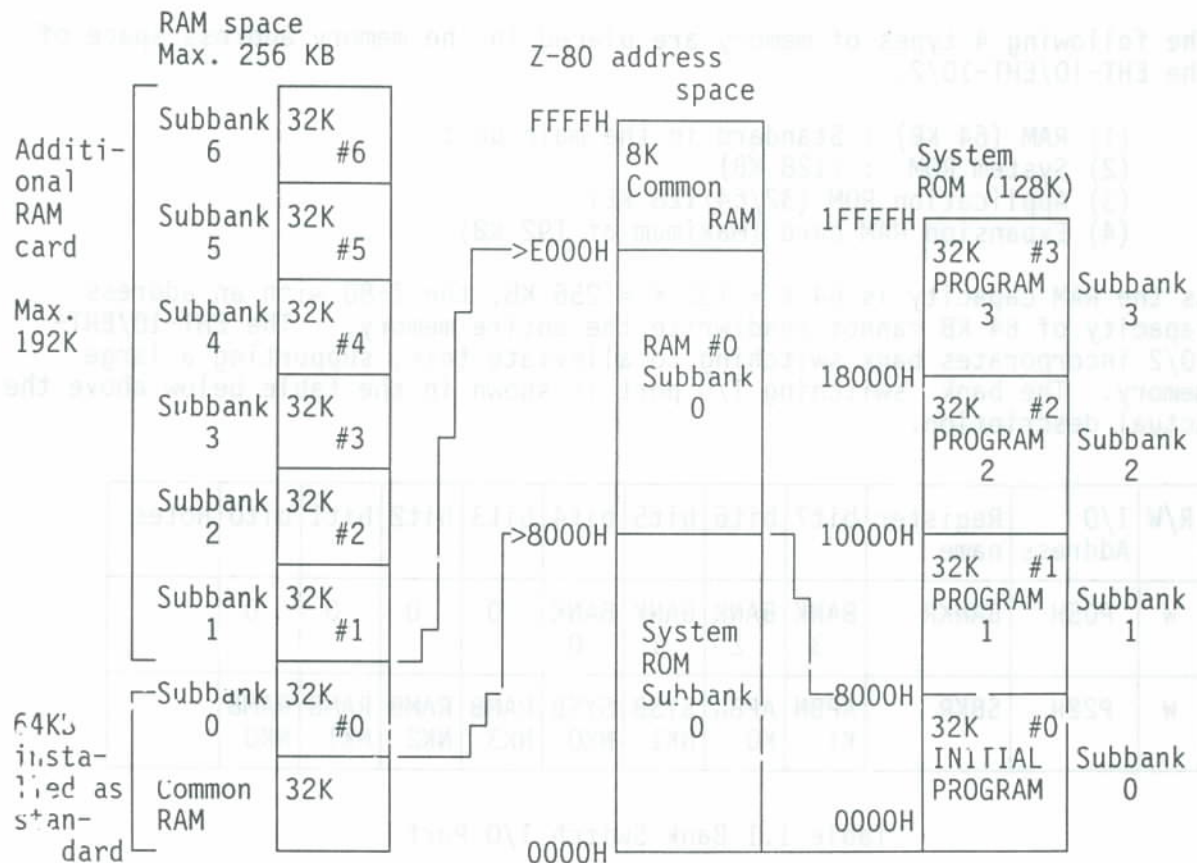 RAM space
Max. 256 KB
Additi-
onal
RAM
card
Max.
192K
Subbank 32K
6 #6
Subbank 32K
5 #5
Subbank 32K
4 #4
Subbank 32K
3 #3
Subbank 32K
2 #2
Subbank 32K
1 #1
Subbank 32K
0 #0
Common 32K
RAM
insta-
as
stan-
dard
Z-80 address
space
FFFFH
8K
Common
RAM
>E000H
RAM #0
Subbank
0
>8000H
System
ROM
Subbank
0
0000H
System
ROM (128K)
1FFFFH
32K #3
PROGRAM
3
Subbank
3
18000H
32K #2
PROGRAM
2
Subbank
2
10000H
32K #1
PROGRAM
1
Subbank
1
8000H
32K #0
INITIAL
PROGRAM
Subbank
0
0000H